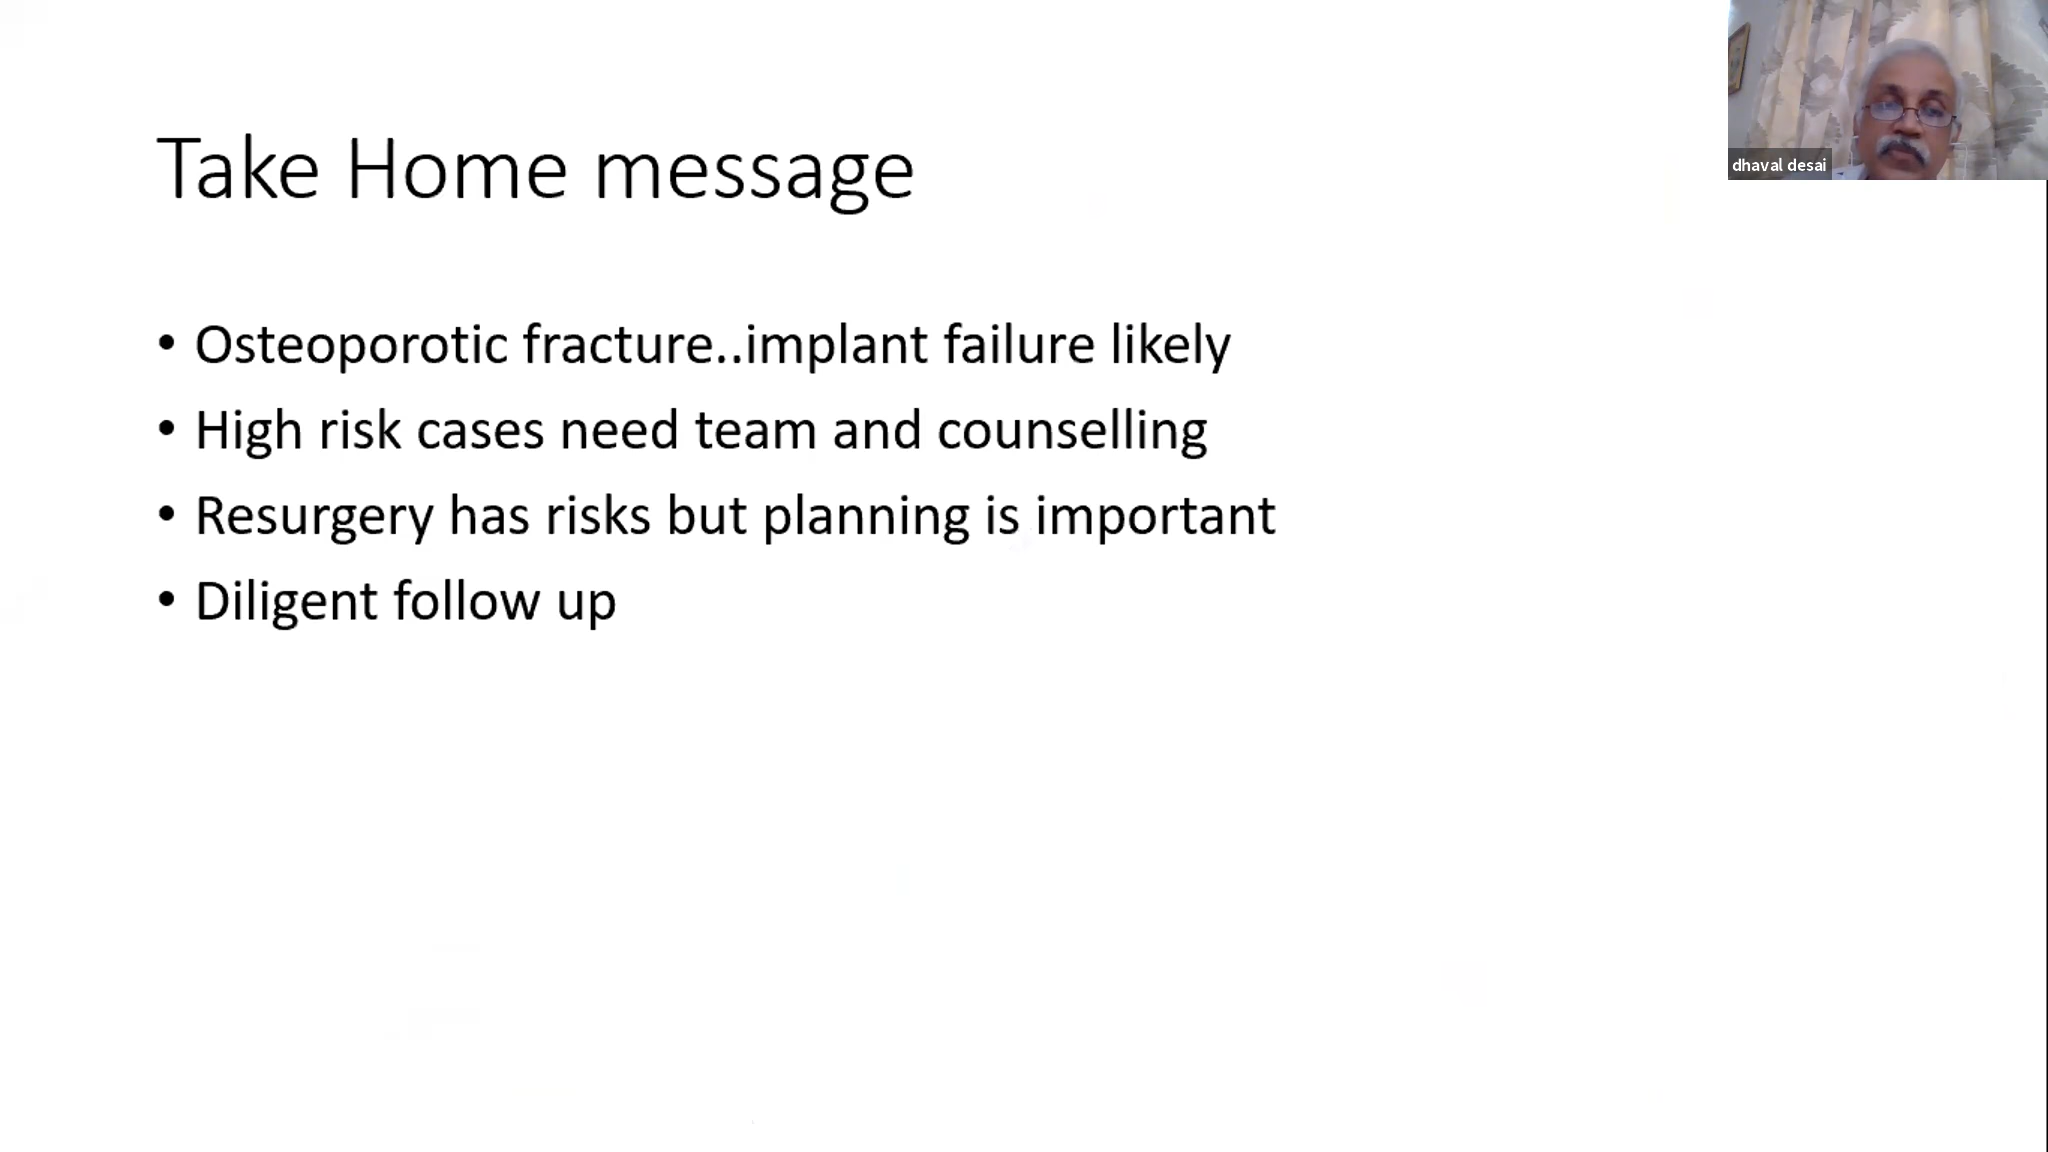 Take Home message
• Osteoporotic fracture..implant failure likely
• High risk cases need team and counselling
• Resurgery has risks but planning is important
• Diligent follow up
dhaval desai